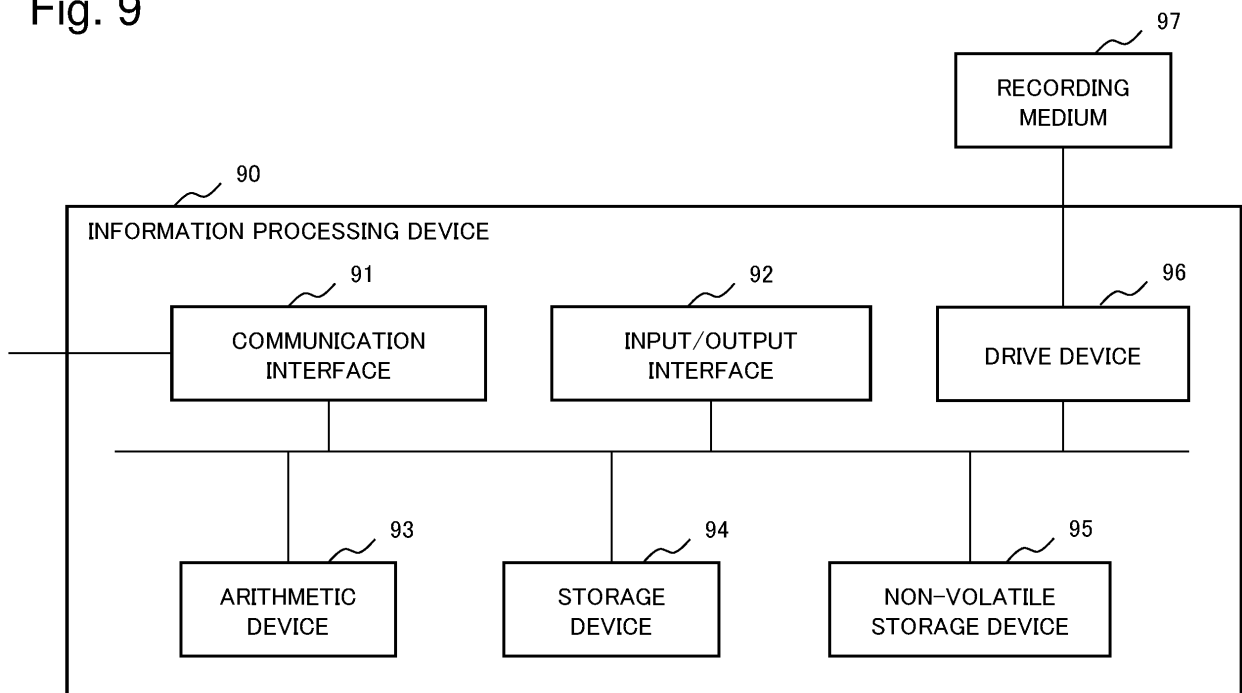 Fig. 9
97
RECORDING
MEDIUM
90
INFORMATION PROCESSING DEVICE
91
COMMUNICATION
INTERFACE
92
INPUT/OUTPUT
INTERFACE
96
DRIVE DEVICE
93
ARITHMETIC
DEVICE
94
STORAGE
DEVICE
95
NON-VOLATILE
STORAGE DEVICE